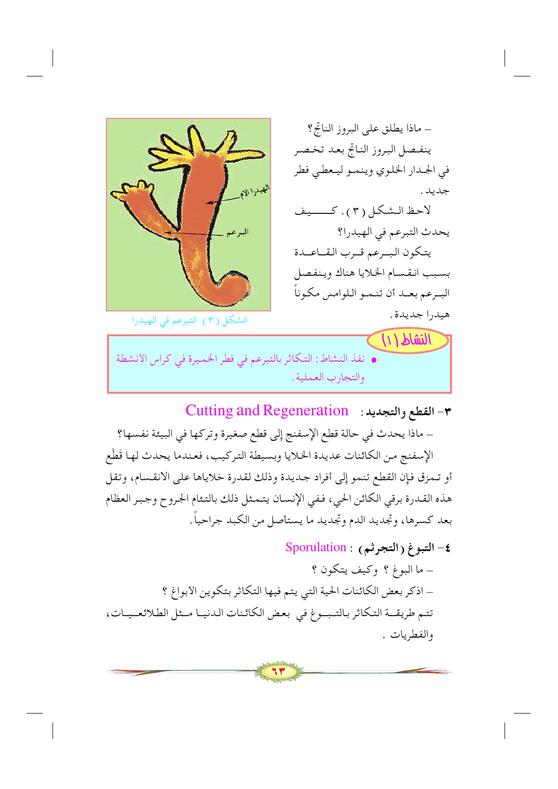 – ماذا يطلق على البروز الناتج؟
ينفصل البروز الناتج بعد تخصر
في الجدار الخلوي وينمو ليعطي فطر
جديد .
لاحظ الشكل (٣). كـــيف
يحدث التبرعم في الهيدرا؟
يتكون البرعم قرب القاعدة
بسبب انقسام الخلايا هناك وينفصل
البرعم بعد أن تنمو اللوامس مكوناً
هيدرا جديدة .
الهيدرا الأم
البرعم
الشكل (٣) التبرعم في الهيدرا
النشاط (١)
• نفذ النشاط : التكاثر بالتبرعم في فطر الخميرة في كراس الانشطة
والتجارب العملية .
٣- القطع والتجديد : Cutting and Regeneration
– ماذا يحدث في حالة قطع الإسفنج إلى قطع صغيرة وتركها في البيئة نفسها؟
الإسفنج من الكائنات عديدة الخلايا وبسيطة التركيب، فعندما يحدث لها قَطْع
أو تمزق فإن القطع تنمو إلى أفراد جديدة وذلك لقدرة خلاياها على الانقسام، وتقل
هذه القدرة برقي الكائن الحي، ففي الإنسان يتمثل ذلك بالتئام الجروح وجبر العظام
بعد كسرها، وتجديد الدم وتجديد ما يستأصل من الكبد جراحياً.
٤- التبوغ (التجرثم) : Sporulation
– ما البوغ ؟ وكيف يتكون ؟
– اذكر بعض الكائنات الحية التي يتم فيها التكاثر بتكوين الأبواغ ؟
تتم طريقة التكاثر بالتبوغ في بعض الكائنات الدنيا مثل الطلائعيات،
والفطريات .
٦٣